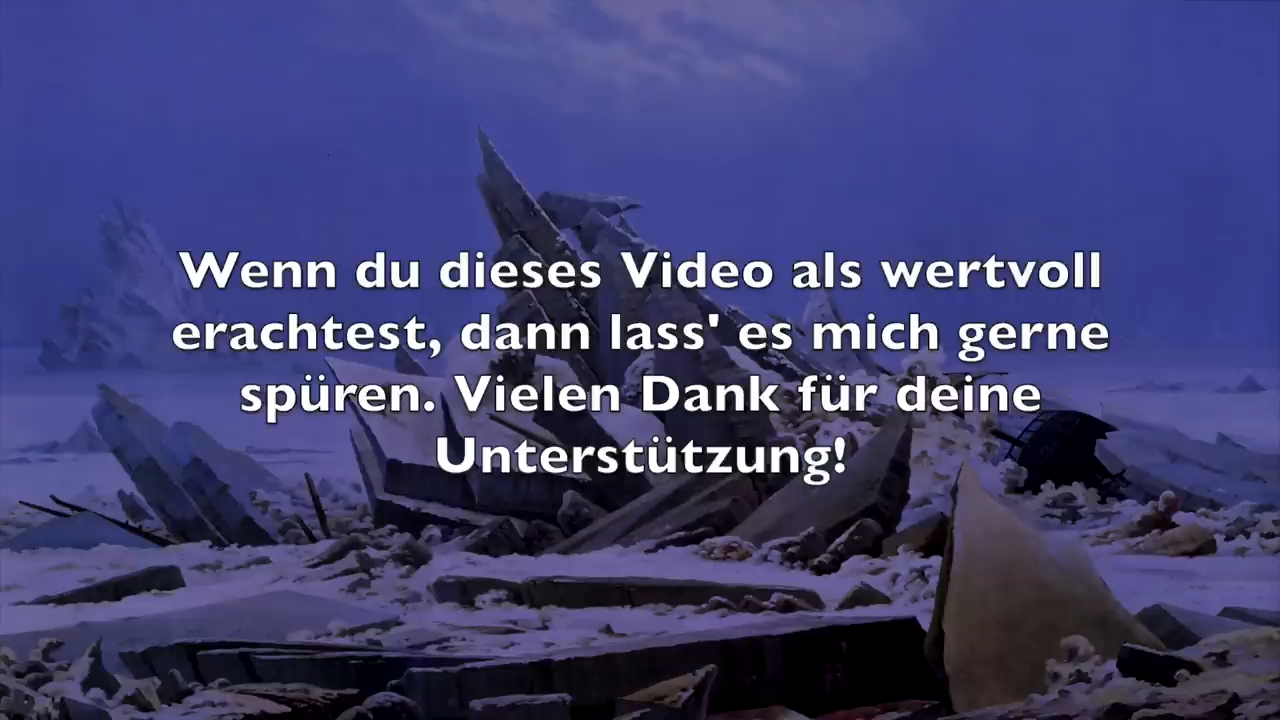 Wenn du dieses Video als wertvoll
erachtest, dann lass' es mich gerne
spüren. Vielen Dank für deine
Unterstützung!